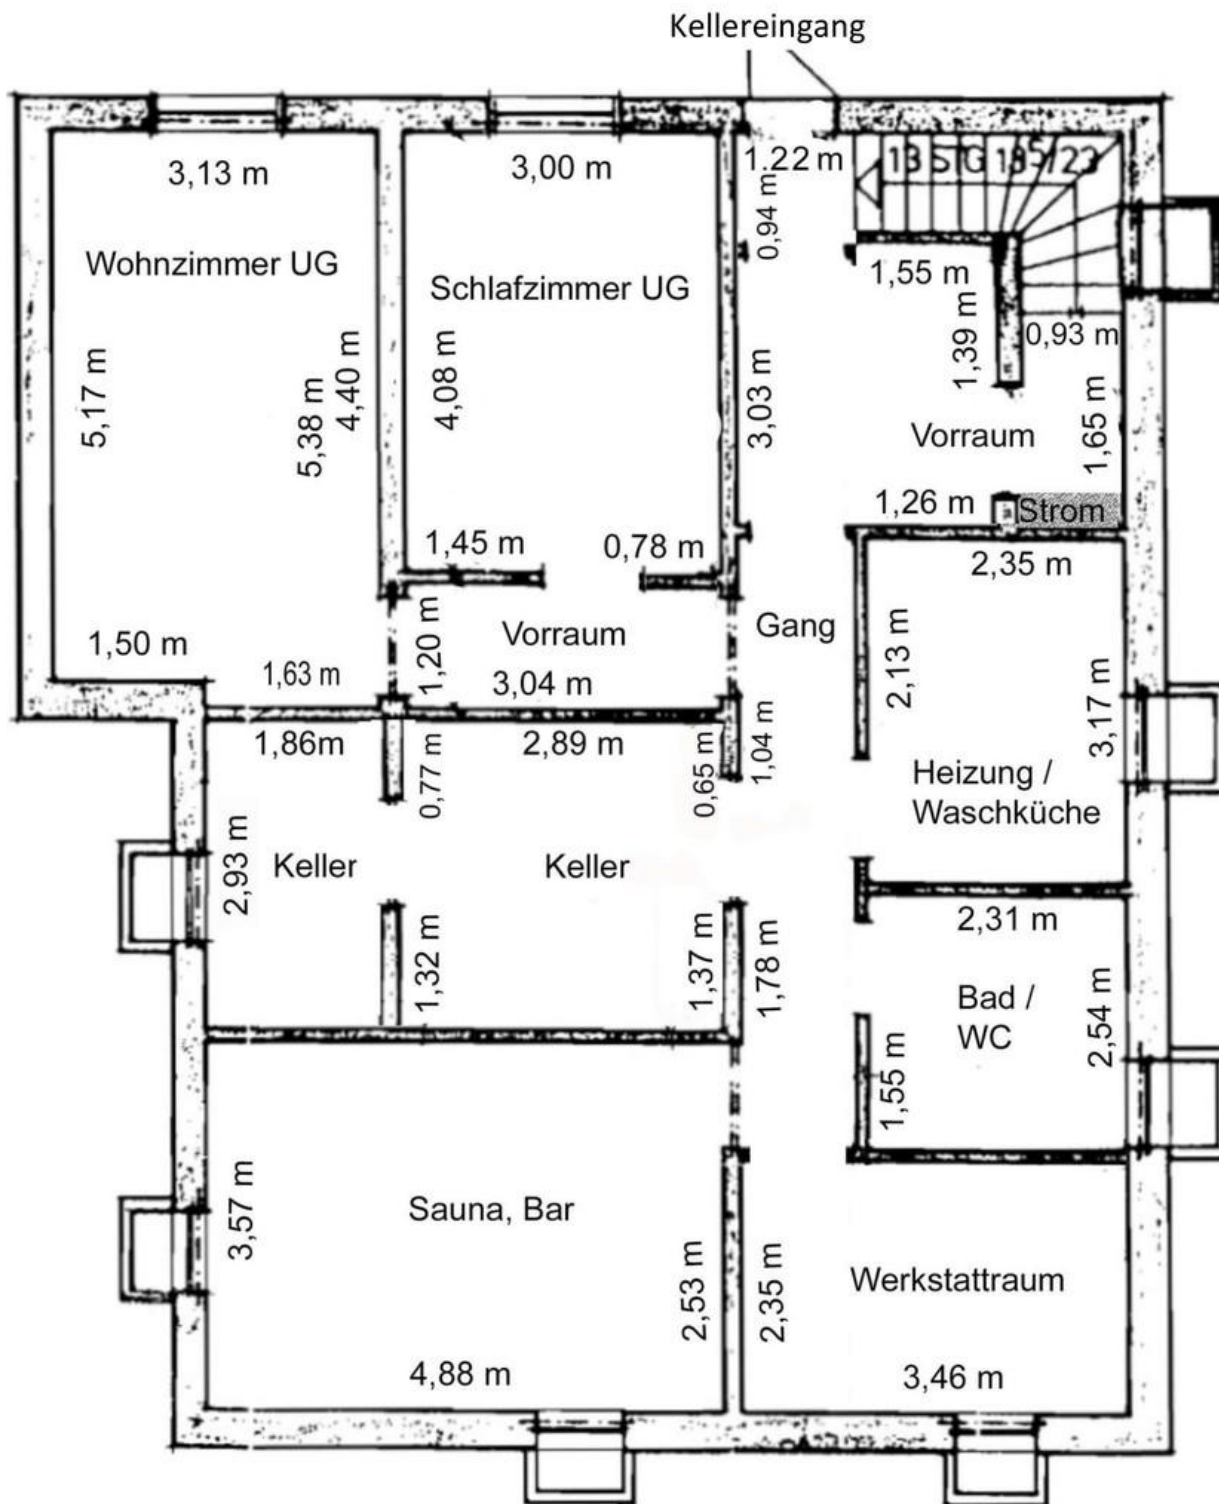 Kellereingang
13 STG 185/23
3,13 m
3,00 m
1.22 m
0,94 m
Wohnzimmer UG
Schlafzimmer UG
1,55 m
1,39 m
0,93 m
5,17 m
5,38 m
4,40 m
4,08 m
3,03 m
Vorraum
1,65 m
1,26 m
Strom
1,45 m
0,78 m
2,35 m
1,50 m
1,63 m
1,20 m
Vorraum
3,04 m
Gang
2,13 m
3,17 m
1,86m
0,77 m
2,89 m
0,65 m
1,04 m
Heizung /
Waschküche
2,93 m
Keller
Keller
1,32 m
1,37 m
1,78 m
2,31 m
Bad /
WC
2,54 m
1,55 m
3,57 m
Sauna, Bar
2,53 m
2,35 m
Werkstattraum
4,88 m
3,46 m